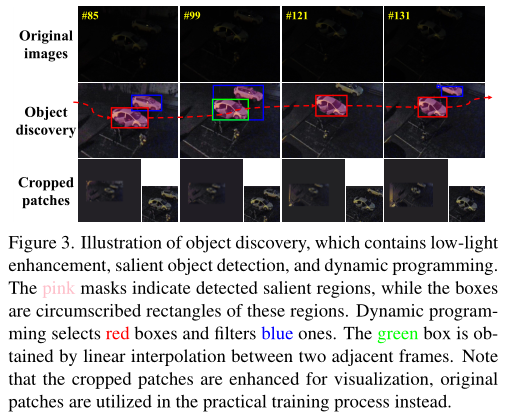 Original images
#85 #99 #121 #131
Object discovery
Cropped patches
Figure 3. Illustration of object discovery, which contains low-light
enhancement, salient object detection, and dynamic programming.
The pink masks indicate detected salient regions, while the boxes
are circumscribed rectangles of these regions. Dynamic program-
ming selects red boxes and filters blue ones. The green box is ob-
tained by linear interpolation between two adjacent frames. Note
that the cropped patches are enhanced for visualization, original
patches are utilized in the practical training process instead.